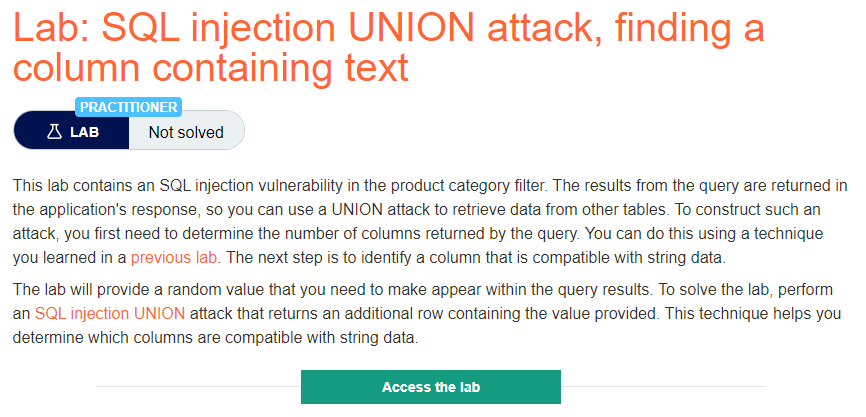 Lab: SQL injection UNION attack, finding a
column containing text
PRACTITIONER
LAB
Not solved
This lab contains an SQL injection vulnerability in the product category filter. The results from the query are returned in
the application's response, so you can use a UNION attack to retrieve data from other tables. To construct such an
attack, you first need to determine the number of columns returned by the query. You can do this using a technique
you learned in a previous lab. The next step is to identify a column that is compatible with string data.
The lab will provide a random value that you need to make appear within the query results. To solve the lab, perform
an SQL injection UNION attack that returns an additional row containing the value provided. This technique helps you
determine which columns are compatible with string data.
Access the lab